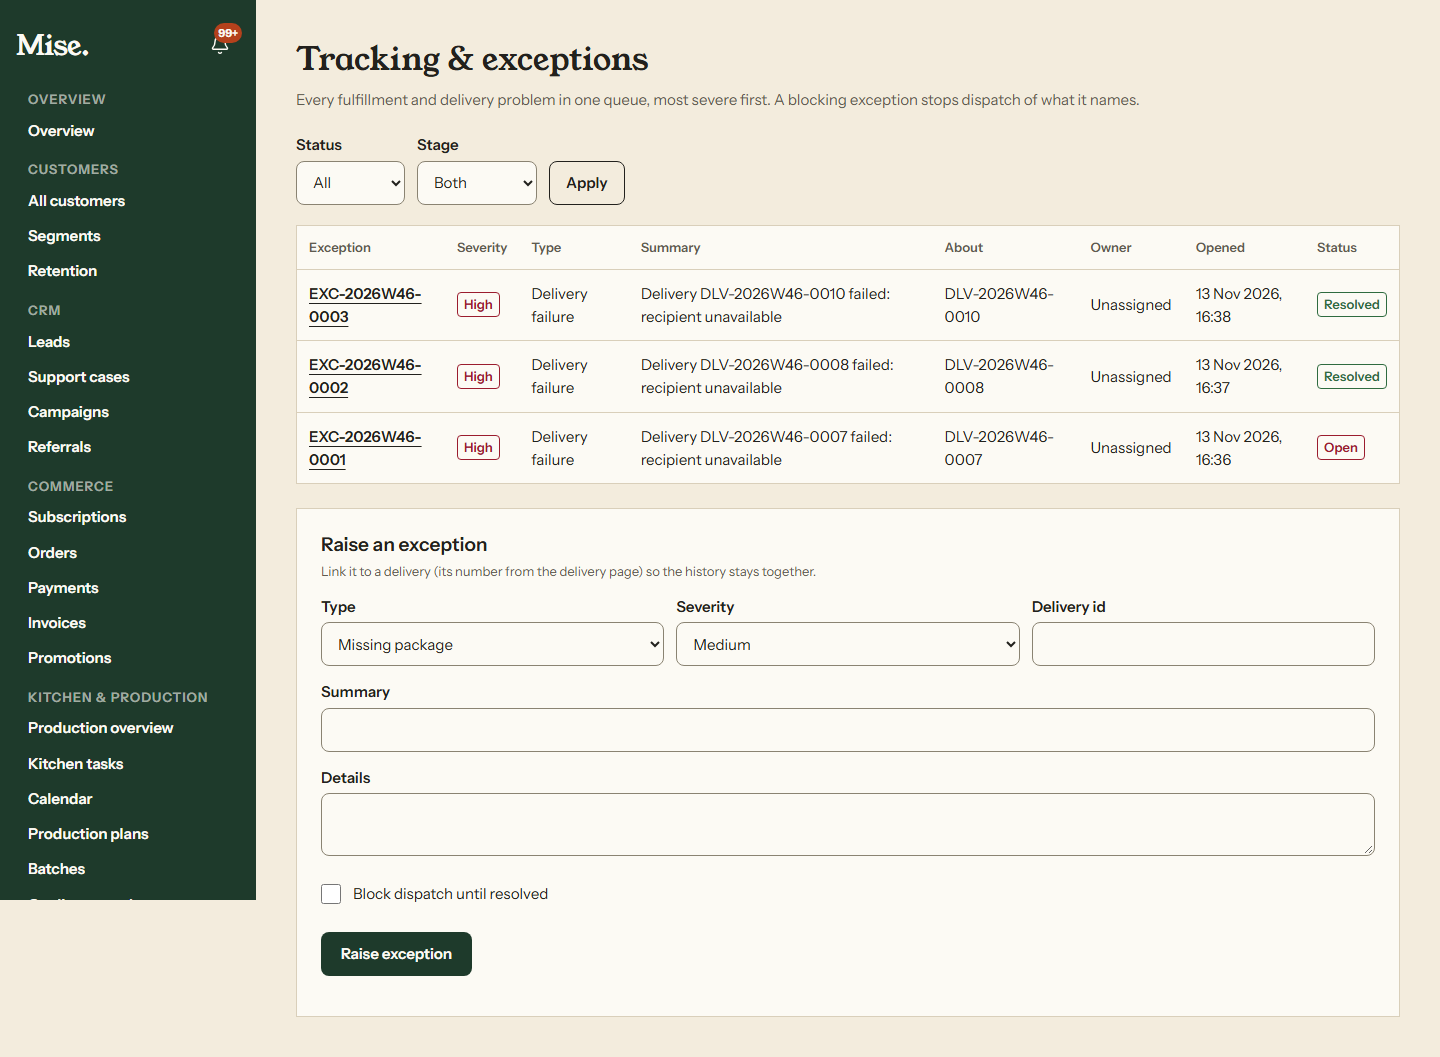 Mise.
99+
OVERVIEW
Overview
CUSTOMERS
All customers
Segments
Retention
CRM
Leads
Support cases
Campaigns
Referrals
COMMERCE
Subscriptions
Orders
Payments
Invoices
Promotions
KITCHEN & PRODUCTION
Production overview
Kitchen tasks
Calendar
Production plans
Batches
Tracking & exceptions
Every fulfillment and delivery problem in one queue, most severe first. A blocking exception stops dispatch of what it names.
Status Stage
All Both Apply
Exception Severity Type Summary About Owner Opened Status
EXC-2026W46-0003 High Delivery failure Delivery DLV-2026W46-0010 failed: recipient unavailable DLV-2026W46-0010 Unassigned 13 Nov 2026, 16:38 Resolved
EXC-2026W46-0002 High Delivery failure Delivery DLV-2026W46-0008 failed: recipient unavailable DLV-2026W46-0008 Unassigned 13 Nov 2026, 16:37 Resolved
EXC-2026W46-0001 High Delivery failure Delivery DLV-2026W46-0007 failed: recipient unavailable DLV-2026W46-0007 Unassigned 13 Nov 2026, 16:36 Open
Raise an exception
Link it to a delivery (its number from the delivery page) so the history stays together.
Type Severity Delivery id
Missing package Medium
Summary
Details
Block dispatch until resolved
Raise exception